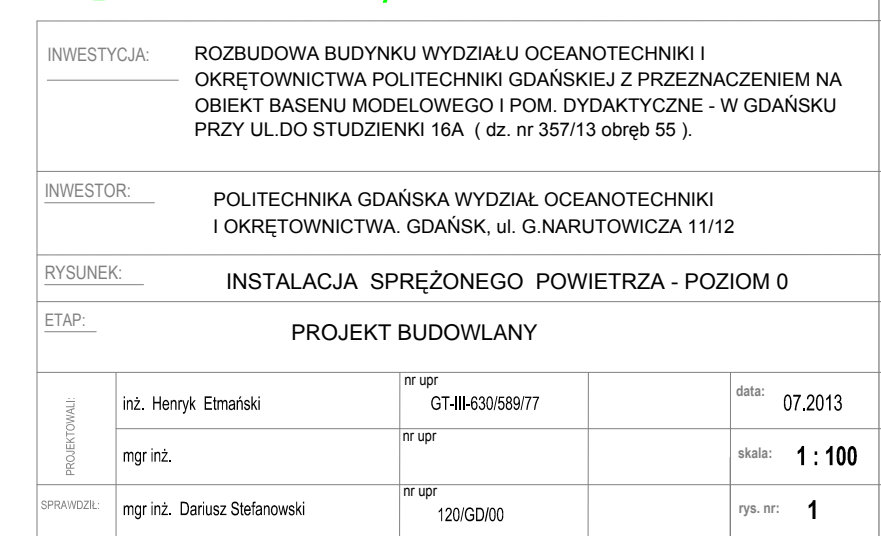 INWESTYCJA: ROZBUDOWA BUDYNKU WYDZIAŁU OCEANOTECHNIKI I
OKRĘTOWNICTWA POLITECHNIKI GDAŃSKIEJ Z PRZEZNACZENIEM NA
OBIEKT BASENU MODELOWEGO I POM. DYDAKTYCZNE - W GDAŃSKU
PRZY UL.DO STUDZIENKI 16A ( dz. nr 357/13 obręb 55 ).
INWESTOR: POLITECHNIKA GDAŃSKA WYDZIAŁ OCEANOTECHNIKI
I OKRĘTOWNICTWA. GDAŃSK, ul. G.NARUTOWICZA 11/12
RYSUNEK: INSTALACJA SPRĘŻONEGO POWIETRZA - POZIOM 0
ETAP: PROJEKT BUDOWLANY
PROJEKTOWALI:
inż. Henryk Etmański
nr upr
GT-III-630/589/77
data: 07.2013
mgr inż.
nr upr
skala: 1 : 100
SPRAWDZIŁ:
mgr inż. Dariusz Stefanowski
nr upr
120/GD/00
rys. nr: 1